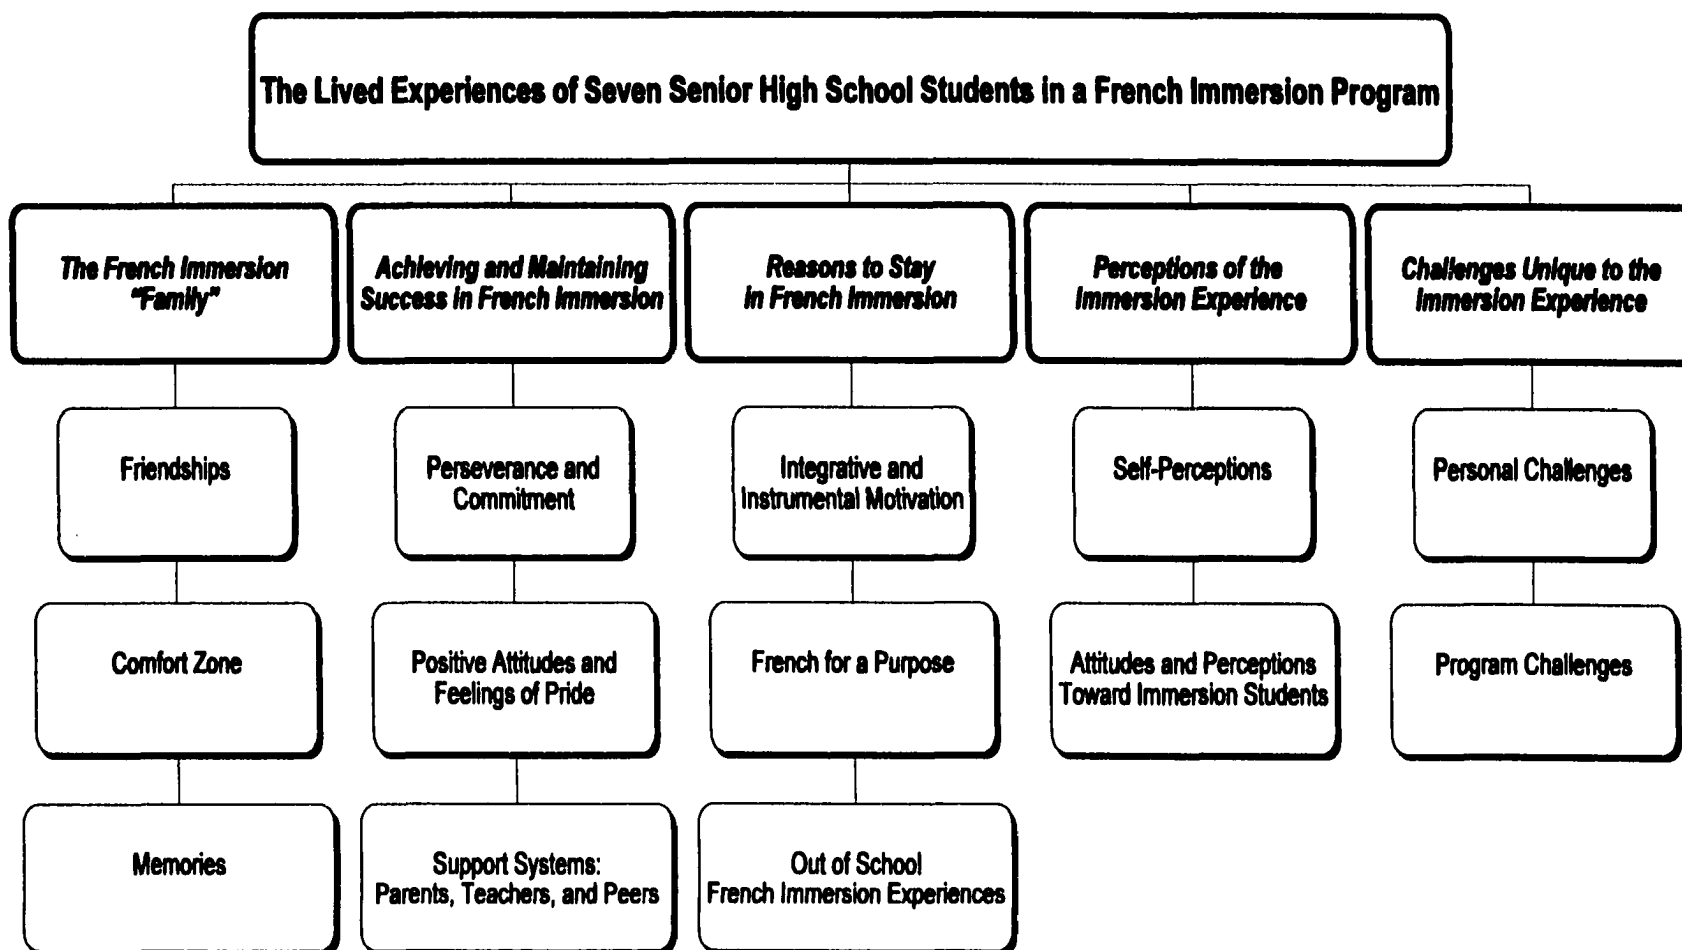 The Lived Experiences of Seven Senior High School Students in a French Immersion Program
The French Immersion
“Family”
Achieving and Maintaining
Success in French Immersion
Reasons to Stay
in French Immersion
Perceptions of the
Immersion Experience
Challenges Unique to the
Immersion Experience
Friendships
Perseverance and
Commitment
Integrative and
Instrumental Motivation
Self-Perceptions
Personal Challenges
Comfort Zone
Positive Attitudes and
Feelings of Pride
French for a Purpose
Attitudes and Perceptions
Toward Immersion Students
Program Challenges
Memories
Support Systems:
Parents, Teachers, and Peers
Out of School
French Immersion Experiences